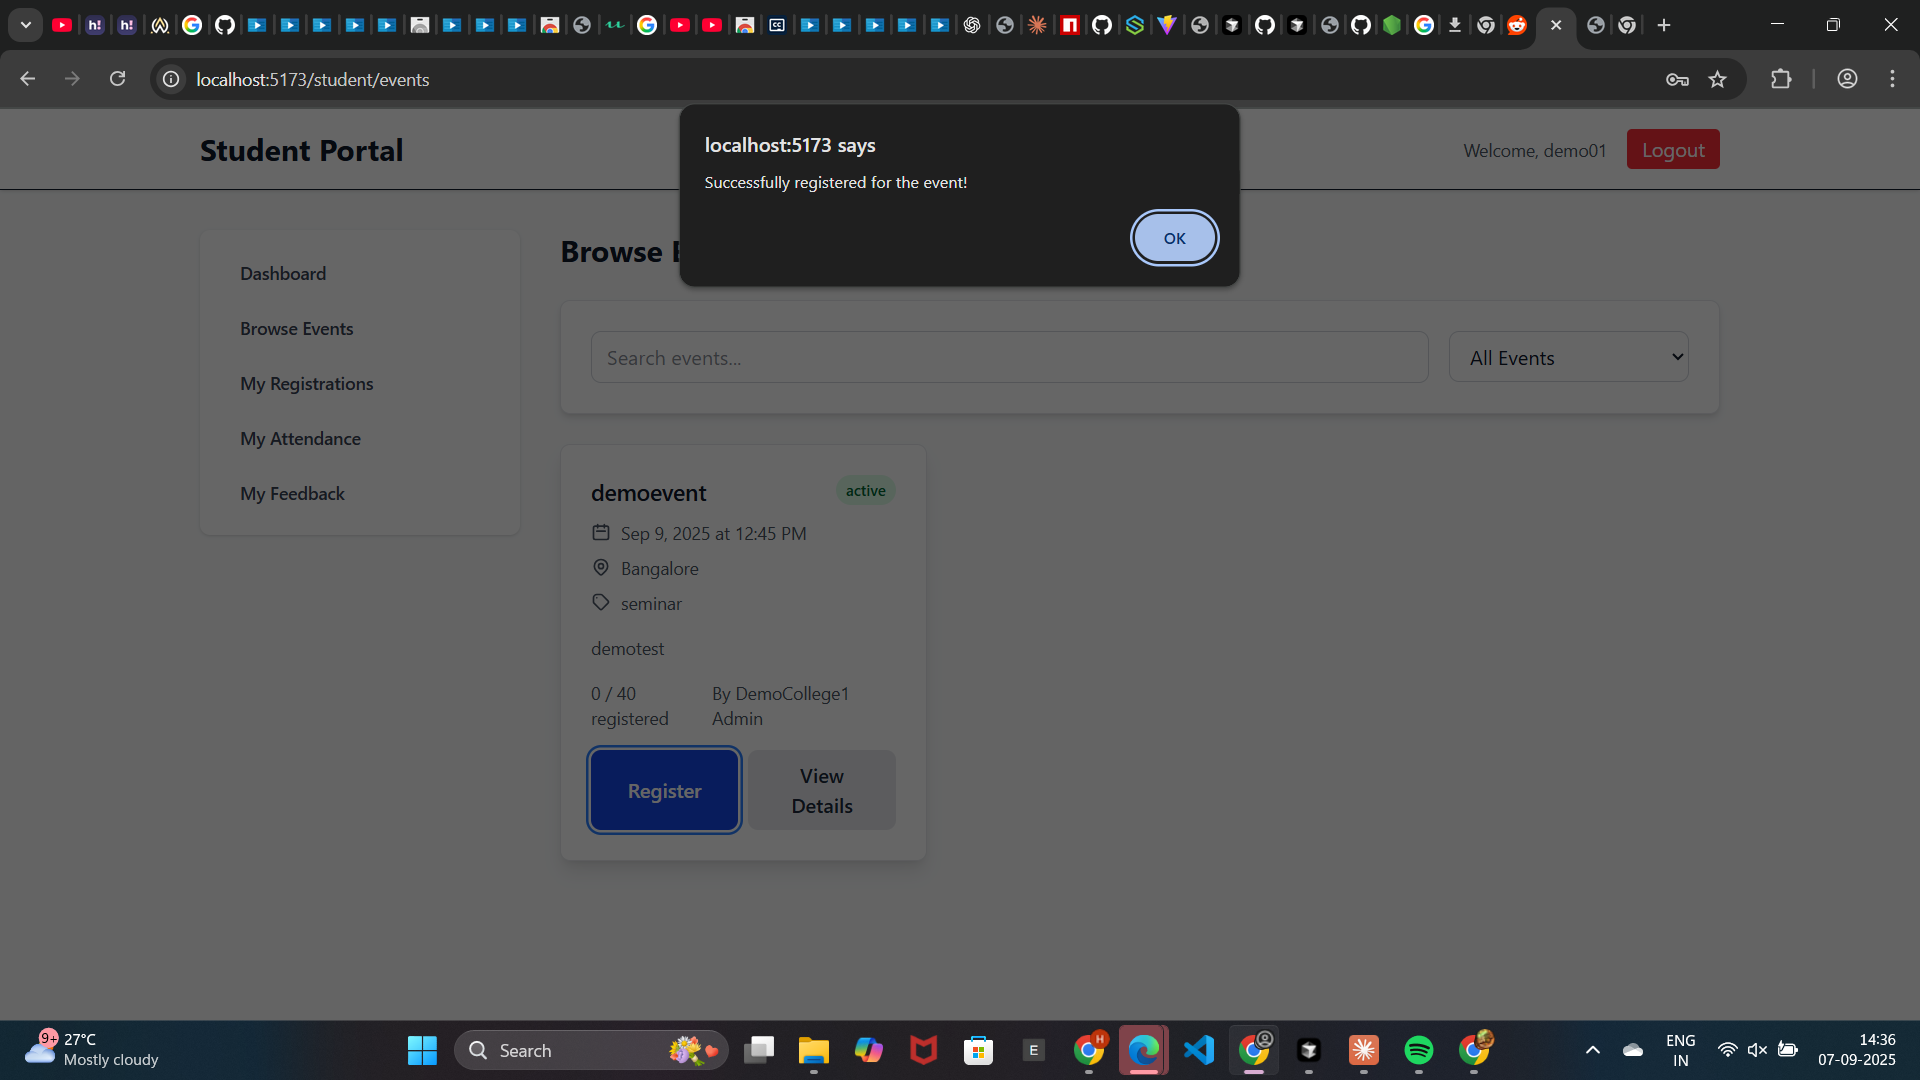 localhost:5173/student/events
Student Portal
localhost:5173 says
Successfully registered for the event!
OK
Welcome, demo01
Logout
Dashboard
Browse Events
My Registrations
My Attendance
My Feedback
Browse
Search events...
All Events
demoevent
active
Sep 9, 2025 at 12:45 PM
Bangalore
seminar
demotest
0 / 40
registered
By DemoCollege1
Admin
Register
View
Details
9+
27°C
Mostly cloudy
Search
E
H
ENG
IN
14:36
07-09-2025